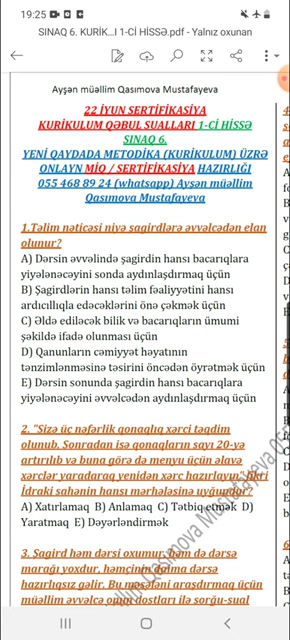 19:25
SINAQ 6. KURİK...I 1-Cİ HİSSƏ.pdf - Yalnız oxunan
Ayşən müəllim Qasımova Mustafayeva
22 İYUN SERTİFİKASİYA
KURİKULUM QƏBUL SUALLARI 1-Cİ HİSSƏ
SINAQ 6.
YENİ QAYDADA METODİKA (KURİKULUM) ÜZRƏ
ONLAYN MİQ / SERTİFİKASİYA HAZIRLIĞI
055 468 89 24 (whatsapp) Ayşən müəllim
Qasımova Mustafayeva
1.Təlim nəticəsi niyə şagirdlərə əvvəlcədən elan
olunur?
A) Dərsin əvvəlində şagirdin hansı bacarıqlara
yiyələnəcəyini sonda aydınlaşdırmaq üçün
B) Şagirdlərin hansı təlim fəaliyyətini hansı
ardıcıllıqla edəcəklərini önə çəkmək üçün
C) Əldə ediləcək bilik və bacarıqların ümumi
şəkildə ifadə olunması üçün
D) Qanunların cəmiyyət həyatının
tənzimlənməsinə təsirini öncədən öyrətmək üçün
E) Dərsin sonunda şagirdin hansı bacarıqlara
yiyələnəcəyini əvvəlcədən aydınlaşdırmaq üçün
2. "Sizə üç nəfərlik qonaqlıq xərci təqdim
olunub. Sonradan isə qonaqların sayı 20-yə
artırılıb və buna görə də menyu üçün əlavə
xərclər yaradaraq yenidən xərc hazırlayın" fikri
İdraki sahənin hansı mərhələsinə uyğundur?
A) Xatırlamaq B) Anlamaq C) Tətbiq etmək D)
Yaratmaq E) Dəyərləndirmək
3. Şagird həm dərsi oxumur, həm də dərsə
marağı yoxdur, həmçinin daima dərsə
hazırlıqsız gəlir. Bu məsələni araşdırmaq üçün
müəllim əvvəlcə onun dostları ilə sorğu-sual